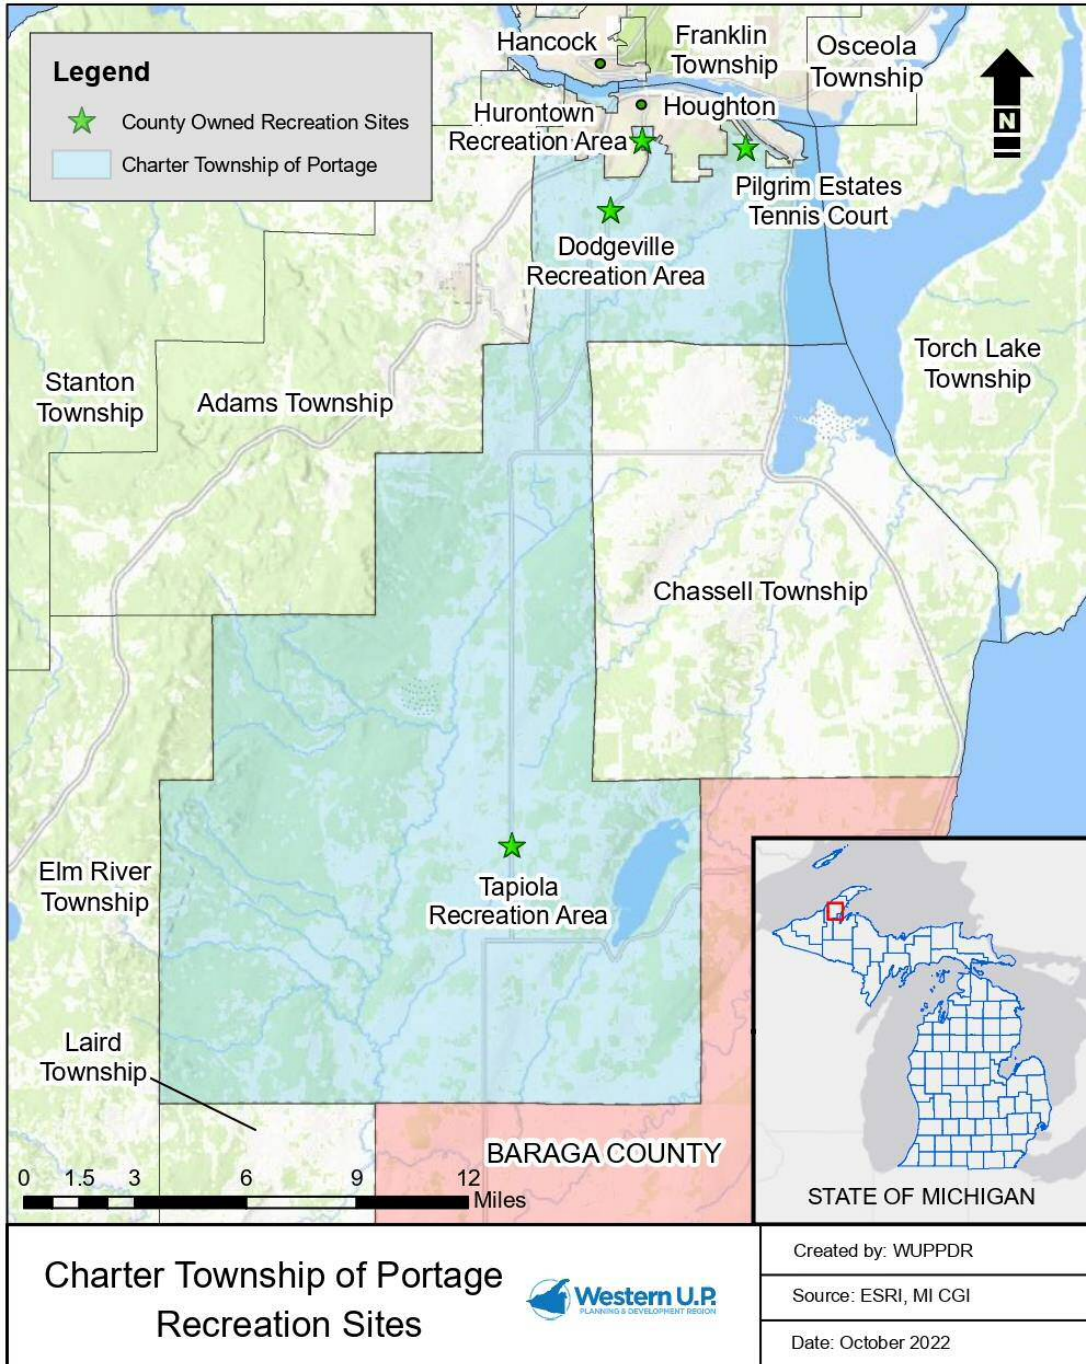 Legend
County Owned Recreation Sites
Charter Township of Portage
Hancock
Franklin
Township
Osceola
Township
N
Hurontown
Recreation Area
Houghton
Pilgrim Estates
Tennis Court
Dodgeville
Recreation Area
Stanton
Township
Adams Township
Torch Lake
Township
Chassell Township
Elm River
Township
Tapiola
Recreation Area
Laird
Township
BARAGA COUNTY
0 1.5 3 6 9 12
Miles
STATE OF MICHIGAN
Charter Township of Portage
Recreation Sites
Western U.P.
PLANNING & DEVELOPMENT REGION
Created by: WUPPDR
Source: ESRI, MI CGI
Date: October 2022